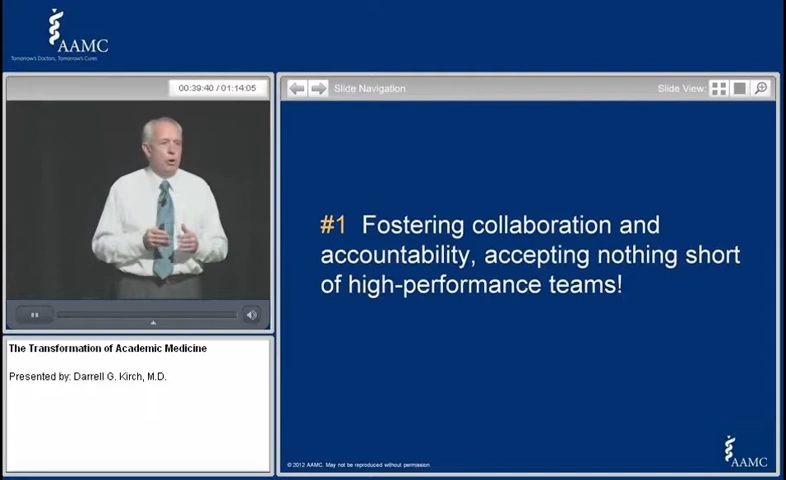 AAMC
Tomorrow's Doctors, Tomorrow's Cures
00:39:40 / 01:14:05
Slide Navigation
Slide View:
#1 Fostering collaboration and
accountability, accepting nothing short
of high-performance teams!
The Transformation of Academic Medicine
Presented by: Darrell G. Kirch, M.D.
© 2012 AAMC. May not be reproduced without permission
AAMC